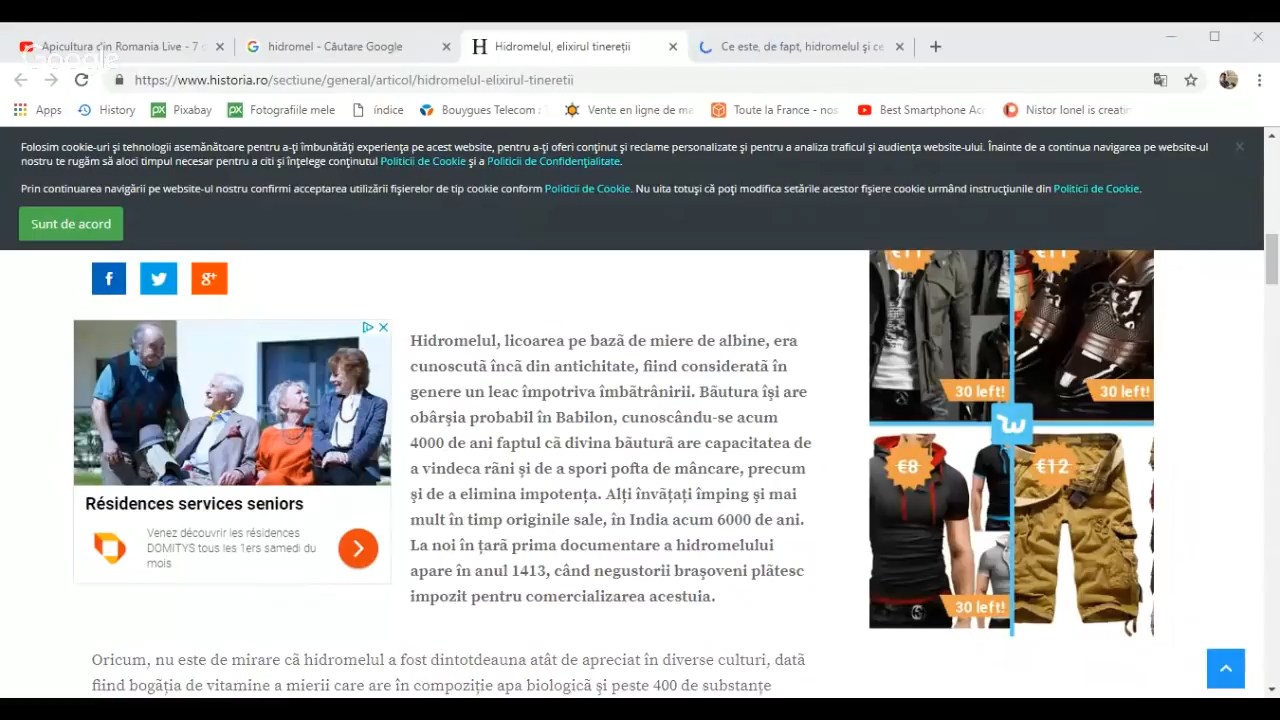 Apicultura din Romania Live - 7
hidromel - Căutare Google
Hidromelul, elixirul tinereții
Ce este, de fapt, hidromelul și ce
Google
https://www.historia.ro/sectiune/general/articol/hidromelul-elixirul-tineretii
Apps
History
Pixabay
Fotografiile mele
índice
Bouygues Telecom :
Vente en ligne de ma
Toute la France - nos
Best Smartphone Ac
Nistor Ionel is creatin
Folosim cookie-uri și tehnologii asemănătoare pentru a-ți îmbunătăți experiența pe acest website, pentru a-ți oferi conținut și reclame personalizate și pentru a analiza traficul și audiența website-ului. Înainte de a continua navigarea pe website-ul
nostru te rugăm să aloci timpul necesar pentru a citi și înțelege conținutul Politicii de Cookie și a Politicii de Confidențialitate.
Prin continuarea navigării pe website-ul nostru confirmi acceptarea utilizării fișierelor de tip cookie conform Politicii de Cookie. Nu uita totuși că poți modifica setările acestor fișiere cookie urmând instrucțiunile din Politicii de Cookie.
Sunt de acord
f
g+
Hidromelul, licoarea pe bază de miere de albine, era
cunoscută încă din antichitate, fiind considerată în
genere un leac împotriva îmbătrânirii. Băutura îşi are
obârşia probabil în Babilon, cunoscându-se acum
4000 de ani faptul că divina băutură are capacitatea de
a vindeca răni şi de a spori pofta de mâncare, precum
şi de a elimina impotența. Alți învățați împing şi mai
mult în timp originile sale, în India acum 6000 de ani.
La noi în țară prima documentare a hidromelului
apare în anul 1413, când negustorii braşoveni plătesc
impozit pentru comercializarea acestuia.
Résidences services seniors
Venez découvrir les résidences
DOMITYS tous les 1ers samedi du
mois
€11
€11
30 left!
30 left!
w
€8
€12
30 left!
Oricum, nu este de mirare că hidromelul a fost dintotdeauna atât de apreciat în diverse culturi, dată
fiind bogăția de vitamine a mierii care are în compoziție apa biologică şi peste 400 de substanțe